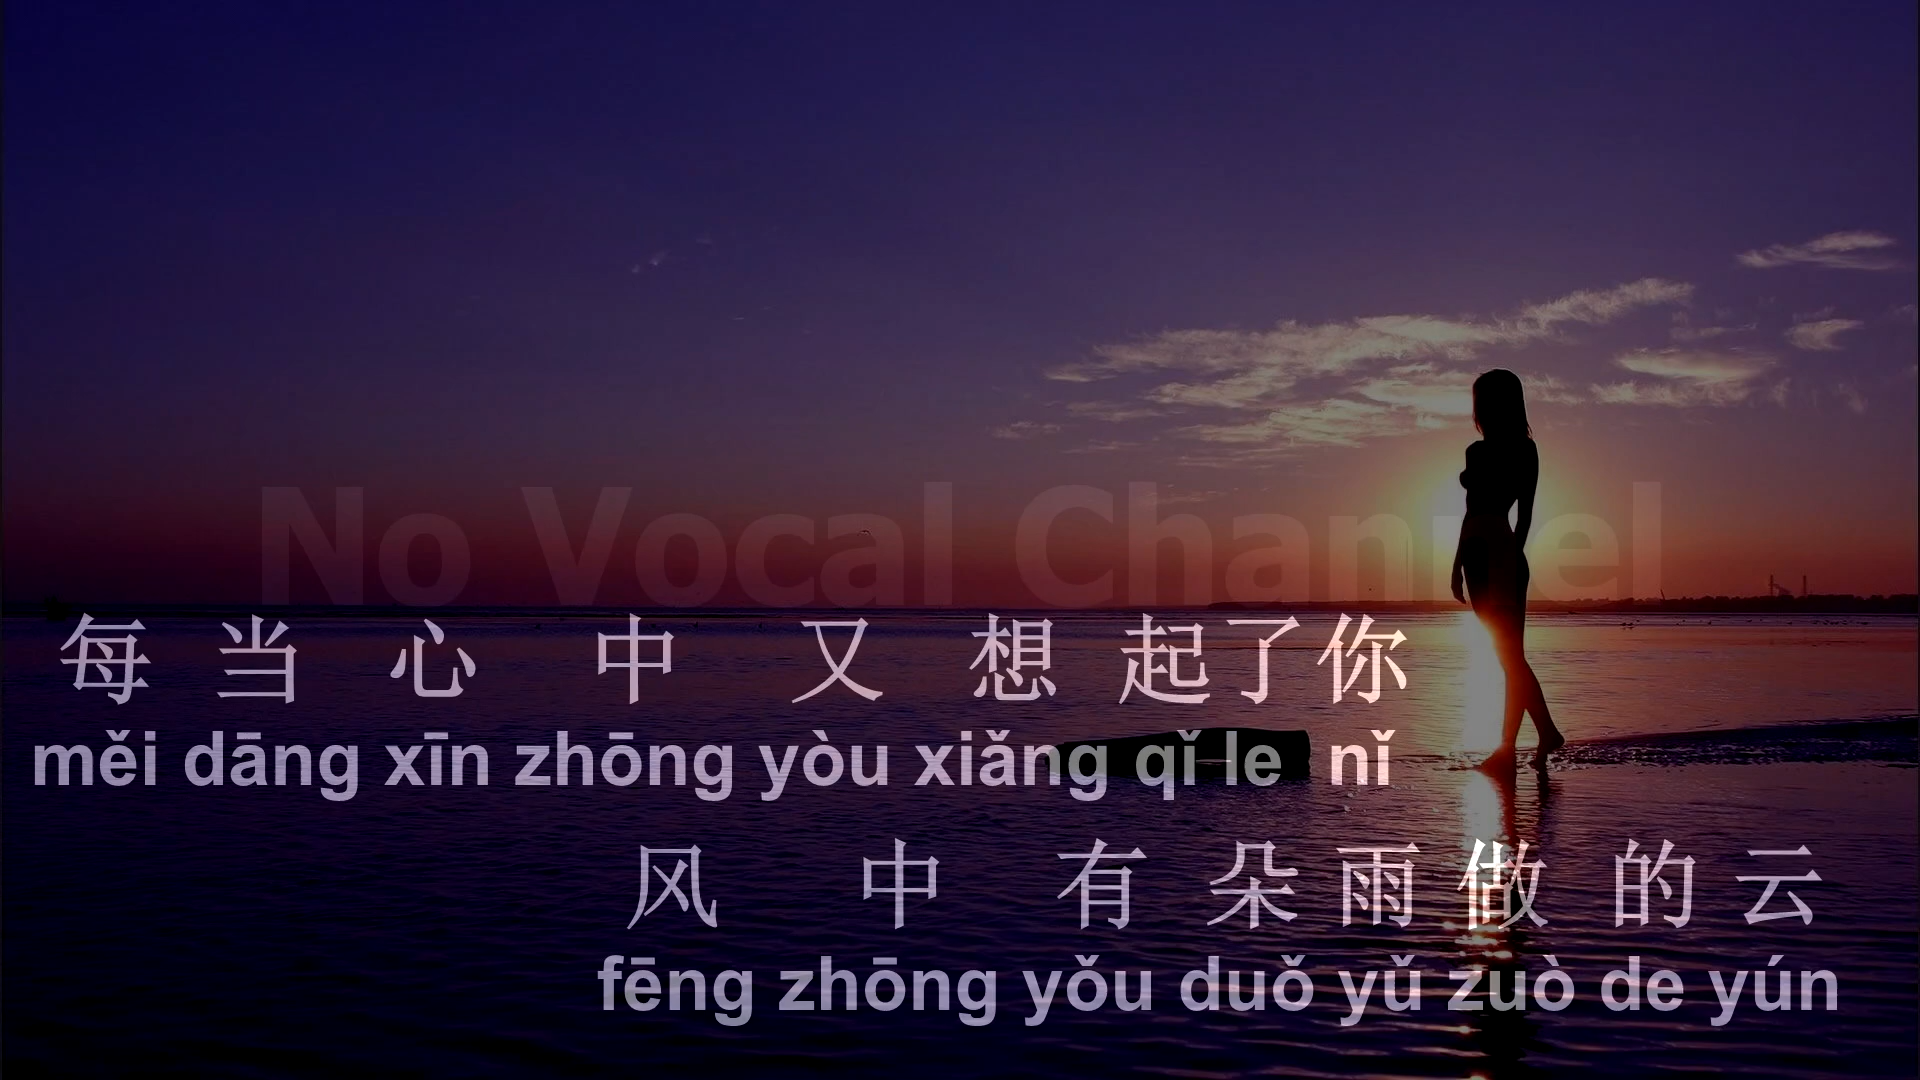 No Vocal Channel
每 当 心 中 又 想 起了你
měi dāng xīn zhōng yòu xiǎng qǐ le nǐ
风 中 有 朵雨做 的云
fēng zhōng yǒu duǒ yǔ zuò de yún